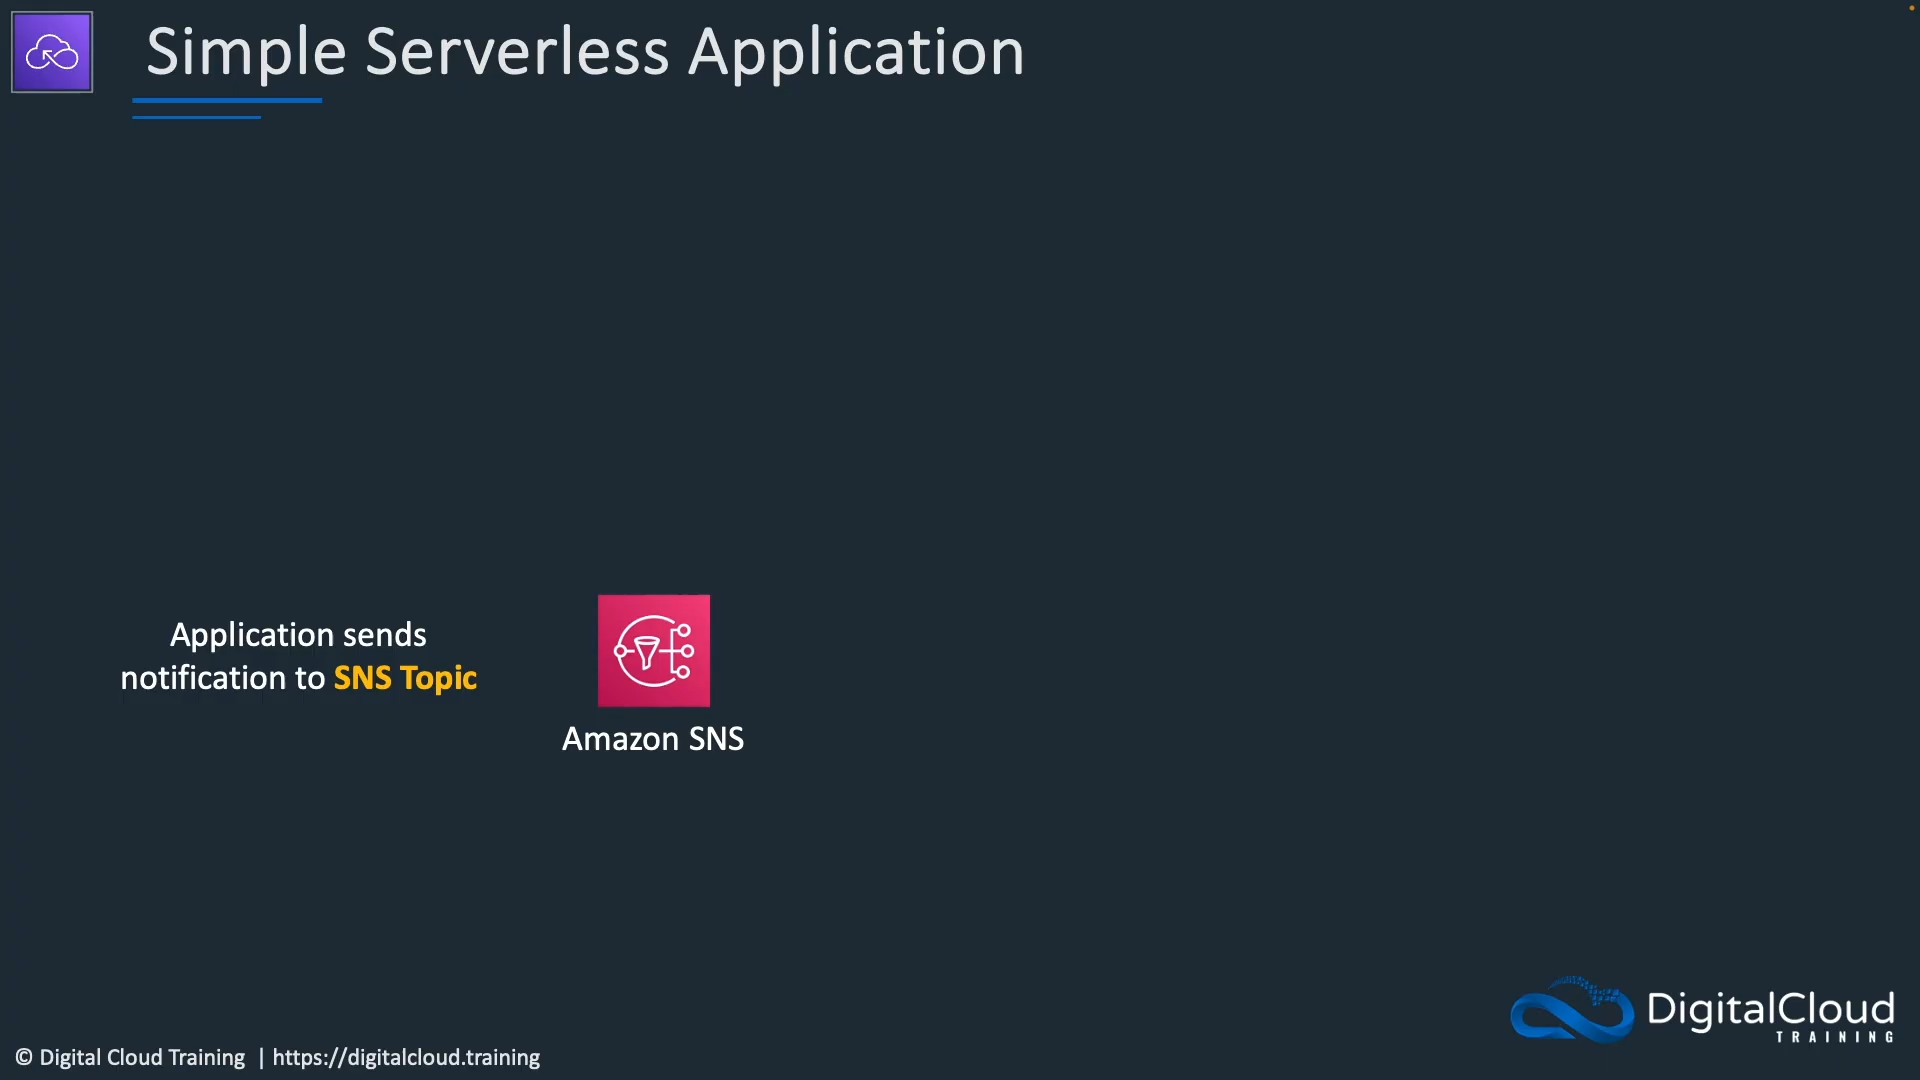 Simple Serverless Application
Application sends
notification to SNS Topic
Amazon SNS
DigitalCloud
TRAINING
© Digital Cloud Training | https://digitalcloud.training